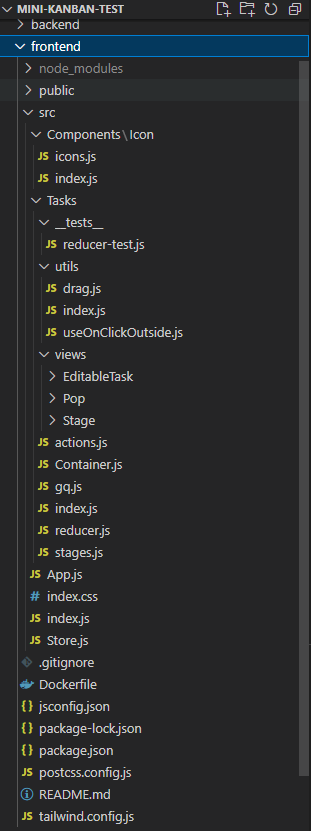 MINI-KANBAN-TEST
backend
frontend
node_modules
public
src
Components\Icon
JS icons.js
JS index.js
Tasks
__tests__
JS reducer-test.js
utils
JS drag.js
JS index.js
JS useOnClickOutside.js
views
EditableTask
Pop
Stage
JS actions.js
JS Container.js
JS gq.js
JS index.js
JS reducer.js
JS stages.js
JS App.js
# index.css
JS index.js
JS Store.js
.gitignore
Dockerfile
{} jsconfig.json
{} package-lock.json
{} package.json
JS postcss.config.js
README.md
JS tailwind.config.js